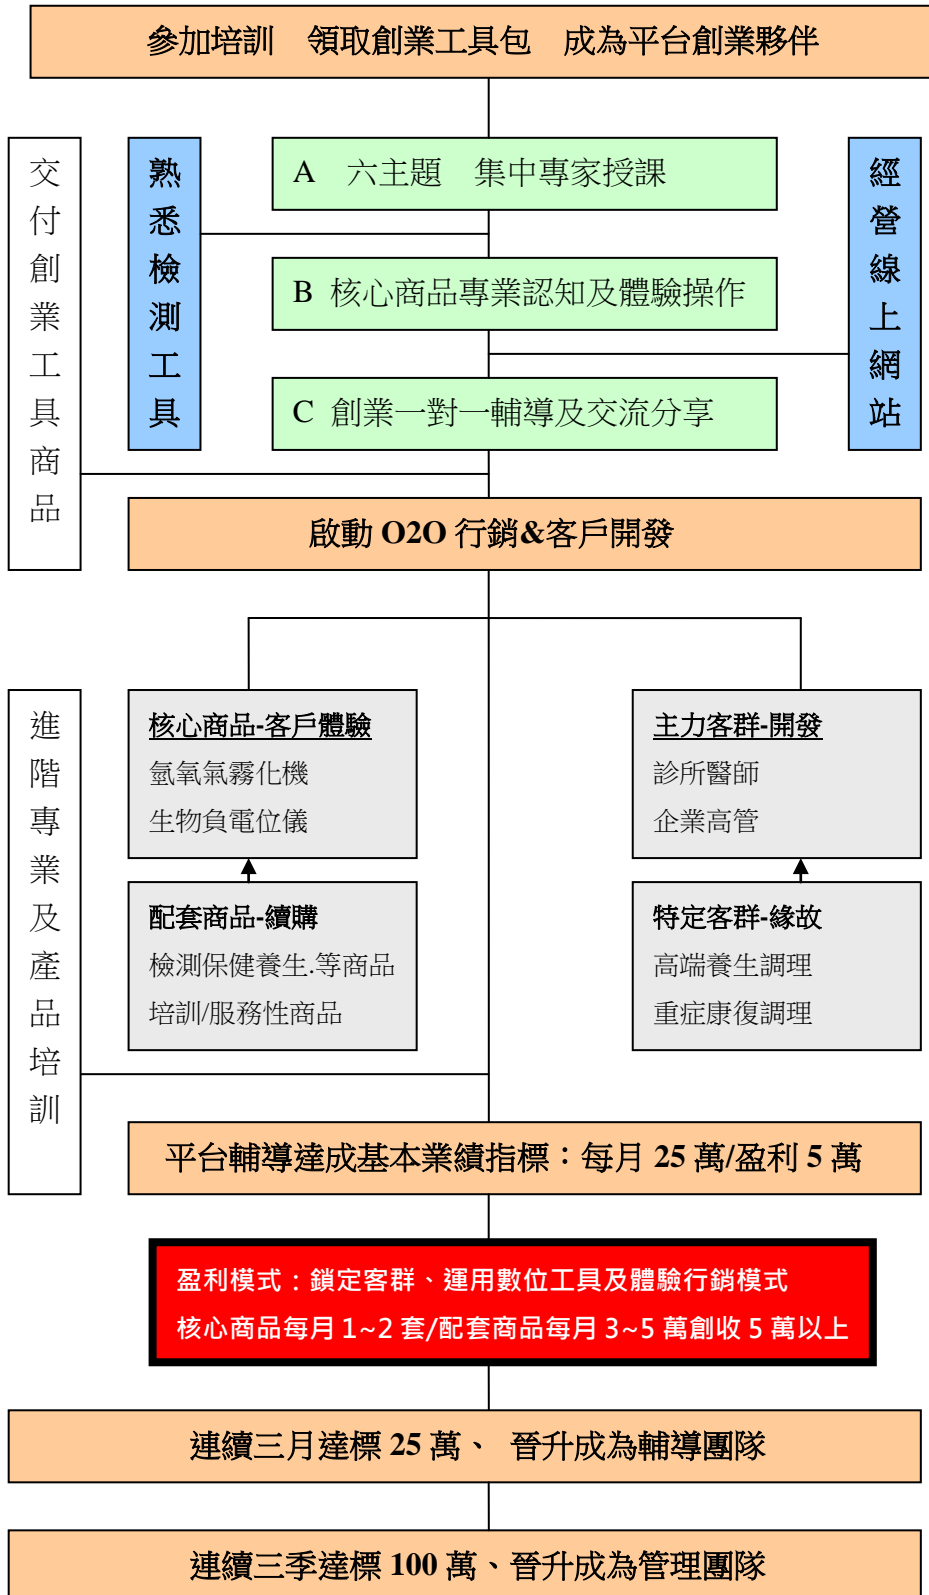 參加培訓 領取創業工具包 成為平台創業夥伴
交付創業工具商品
熟悉檢測工具
A 六主題 集中專家授課
B 核心商品專業認知及體驗操作
C 創業一對一輔導及交流分享
經營線上網站
啟動 O2O 行銷&客戶開發
進階專業及產品培訓
核心商品-客戶體驗
氫氧氣霧化機
生物負電位儀
配套商品-續購
檢測保健養生.等商品
培訓/服務性商品
主力客群-開發
診所醫師
企業高管
特定客群-緣故
高端養生調理
重症康復調理
平台輔導達成基本業績指標：每月 25 萬/盈利 5 萬
盈利模式：鎖定客群、運用數位工具及體驗行銷模式
核心商品每月 1~2 套/配套商品每月 3~5 萬創收 5 萬以上
連續三月達標 25 萬、 晉升成為輔導團隊
連續三季達標 100 萬、晉升成為管理團隊